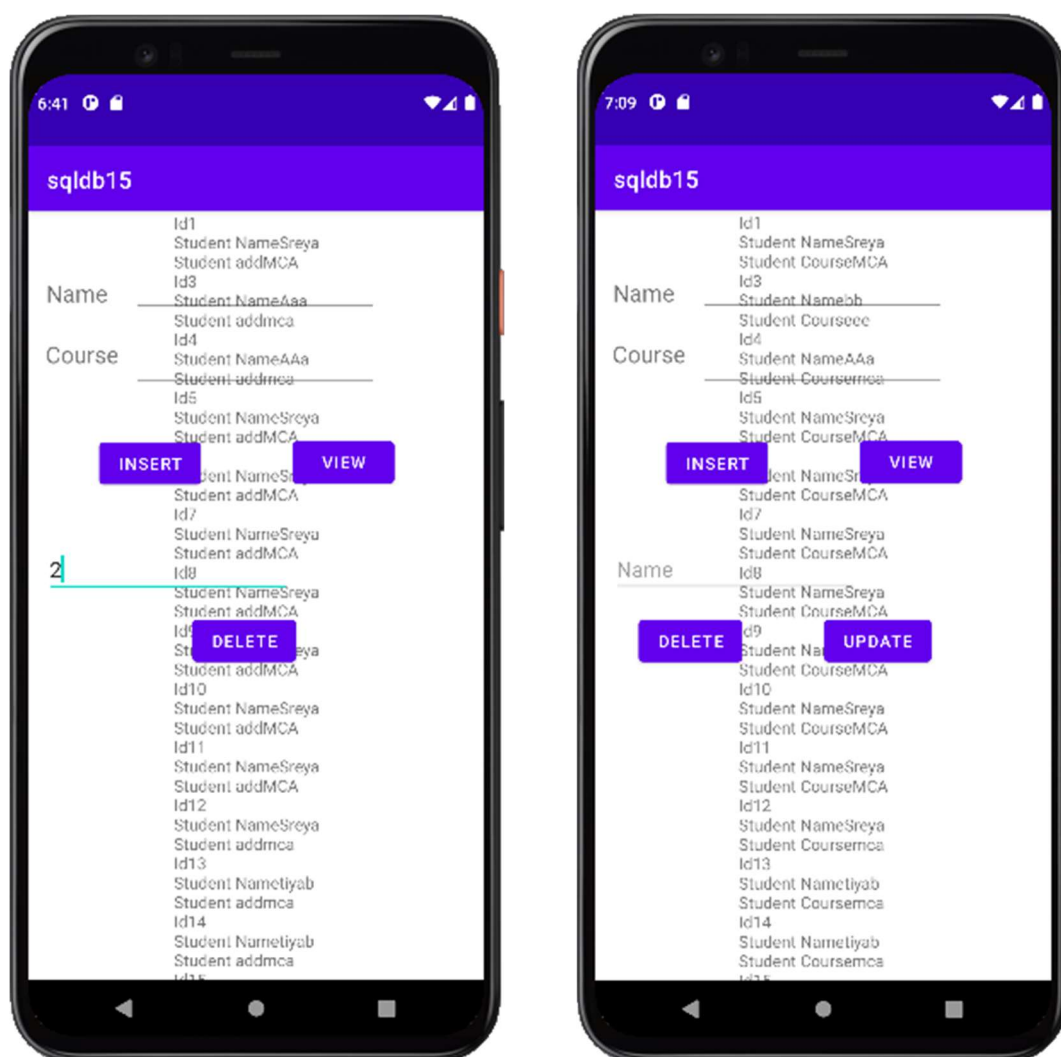 6:41
sqldb15
Id1
Student NameSreya
Student addMCA
Id3
Name
Student NameAaa
Student addmca
Id4
Course
Student NameAAa
Student addmca
Id5
Student NameSreya
Student addMCA
INSERT
VIEW
Student addMCA
Id7
Student NameSreya
Student addMCA
2
Id8
Student NameSreya
Student addMCA
DELETE
Student addMCA
Id10
Student NameSreya
Student addMCA
Id11
Student NameSreya
Student addMCA
Id12
Student NameSreya
Student addmca
Id13
Student Nametiyab
Student addmca
Id14
Student Nametiyab
Student addmca
Id15
7:09
sqldb15
Id1
Student NameSreya
Student CourseMCA
Id3
Name
Student Namebb
Id4
Course
Student NameAAa
Student Coursemca
Id5
Student NameSreya
Student CourseMCA
INSERT
VIEW
Student CourseMCA
Id7
Student NameSreya
Student CourseMCA
Name
Id8
Student NameSreya
Student CourseMCA
DELETE
UPDATE
Student CourseMCA
Id10
Student NameSreya
Student CourseMCA
Id11
Student NameSreya
Student CourseMCA
Id12
Student NameSreya
Student Coursemca
Id13
Student Nametiyab
Student Coursemca
Id14
Student Nametiyab
Student Coursemca
Id15